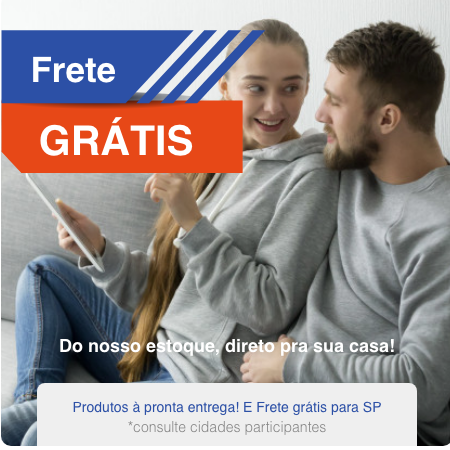 Frete
GRÁTIS
Do nosso estoque, direto pra sua casa!
Produtos à pronta entrega! E Frete grátis para SP
*consulte cidades participantes